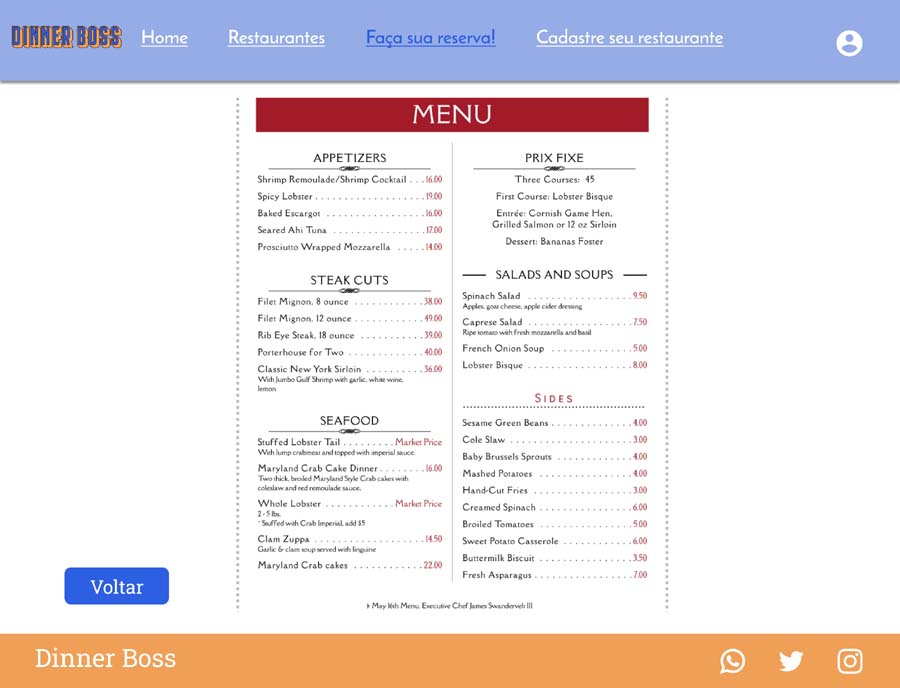 DINNER BOSS
Home
Restaurantes
Faça sua reserva!
Cadastre seu restaurante
MENU
APPETIZERS
Shrimp Remoulade/Shrimp Cocktail . . . 16.00
Spicy Lobster . . . . . . . . . . . . . . . . . . . 19.00
Baked Escargot . . . . . . . . . . . . . . . . . 16.00
Seared Ahi Tuna . . . . . . . . . . . . . . . . 17.00
Prosciutto Wrapped Mozzarella . . . . . 14.00
STEAK CUTS
Filet Mignon, 8 ounce . . . . . . . . . . . . 38.00
Filet Mignon, 12 ounce . . . . . . . . . . . . 49.00
Rib Eye Steak, 18 ounce . . . . . . . . . . . 39.00
Porterhouse for Two . . . . . . . . . . . . . 40.00
Classic New York Sirloin . . . . . . . . . . . 36.00
With Jumbo Gulf Shrimp with garlic, white wine,
lemon
SEAFOOD
Stuffed Lobster Tail . . . . . . . . . Market Price
With lump crabmeat and topped with imperial sauce.
Maryland Crab Cake Dinner . . . . . . . . 16.00
Two thick, broiled Maryland Style Crab cakes with
coleslaw and red remoulade sauce.
Whole Lobster . . . . . . . . . . . . Market Price
2 - 5 lbs.
* Stuffed with Crab Imperial, add $5
Clam Zuppa . . . . . . . . . . . . . . . . . . . 14.50
Garlic & clam soup served with linguine
Maryland Crab cakes . . . . . . . . . . . . . 22.00
PRIX FIXE
Three Courses: 45
First Course: Lobster Bisque
Entrée: Cornish Game Hen,
Grilled Salmon or 12 oz Sirloin
Dessert: Bananas Foster
SALADS AND SOUPS
Spinach Salad . . . . . . . . . . . . . . . . . . 9.50
Apples, goat cheese, apple cider dressing
Caprese Salad . . . . . . . . . . . . . . . . . . 7.50
Ripe tomato with fresh mozzarella and basil
French Onion Soup . . . . . . . . . . . . . . 5.00
Lobster Bisque . . . . . . . . . . . . . . . . . . 8.00
SIDES
Sesame Green Beans . . . . . . . . . . . . . . 4.00
Cole Slaw . . . . . . . . . . . . . . . . . . . . . 3.00
Baby Brussels Sprouts . . . . . . . . . . . . . 4.00
Mashed Potatoes . . . . . . . . . . . . . . . . 4.00
Hand-Cut Fries . . . . . . . . . . . . . . . . . 3.00
Creamed Spinach . . . . . . . . . . . . . . . . 6.00
Broiled Tomatoes . . . . . . . . . . . . . . . . 5.00
Sweet Potato Casserole . . . . . . . . . . . . 6.00
Buttermilk Biscuit . . . . . . . . . . . . . . . . 3.50
Fresh Asparagus . . . . . . . . . . . . . . . . . 7.00
May 16th Menu, Executive Chef James Swanderveh III
Voltar
Dinner Boss